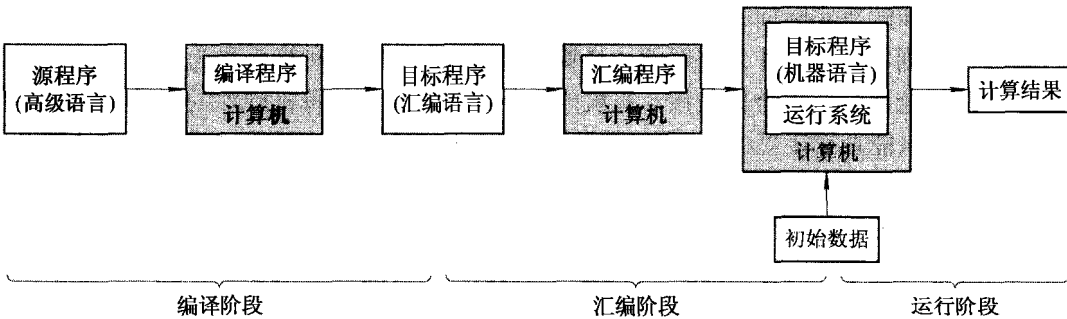 源程序
(高级语言)
编译程序
计算机
目标程序
(汇编语言)
汇编程序
计算机
目标程序
(机器语言)
运行系统
计算机
计算结果
初始数据
编译阶段
汇编阶段
运行阶段